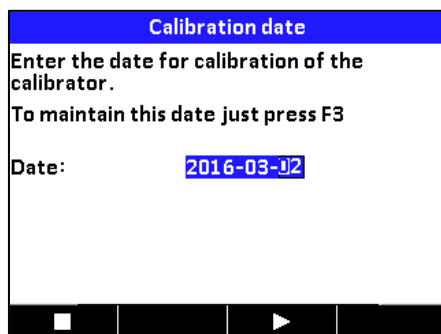 Calibration date
Enter the date for calibration of the
calibrator.
To maintain this date just press F3
Date: 2016-03-02